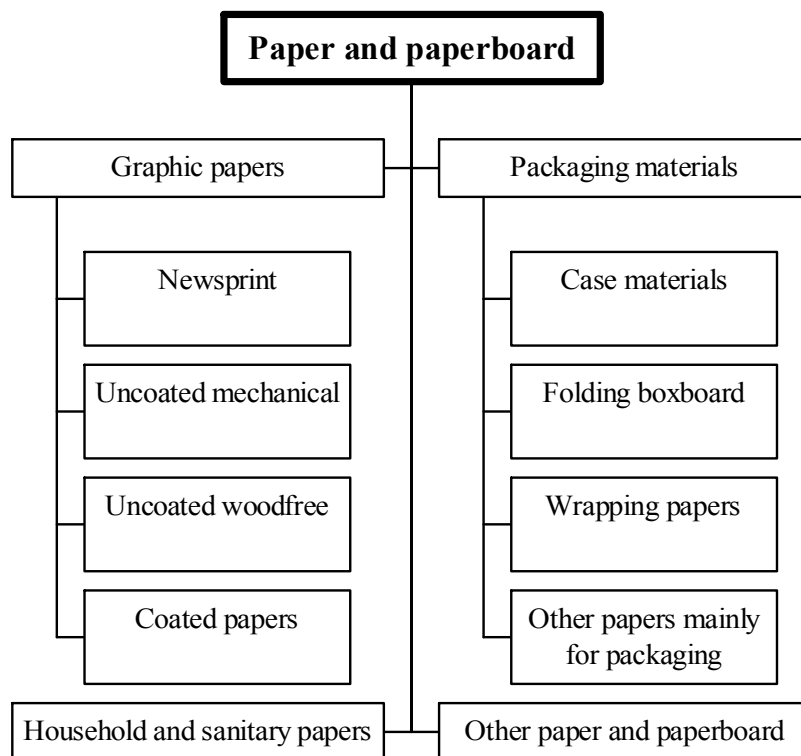 Paper and paperboard
Graphic papers
Packaging materials
Newsprint
Case materials
Uncoated mechanical
Folding boxboard
Uncoated woodfree
Wrapping papers
Coated papers
Other papers mainly
for packaging
Household and sanitary papers
Other paper and paperboard